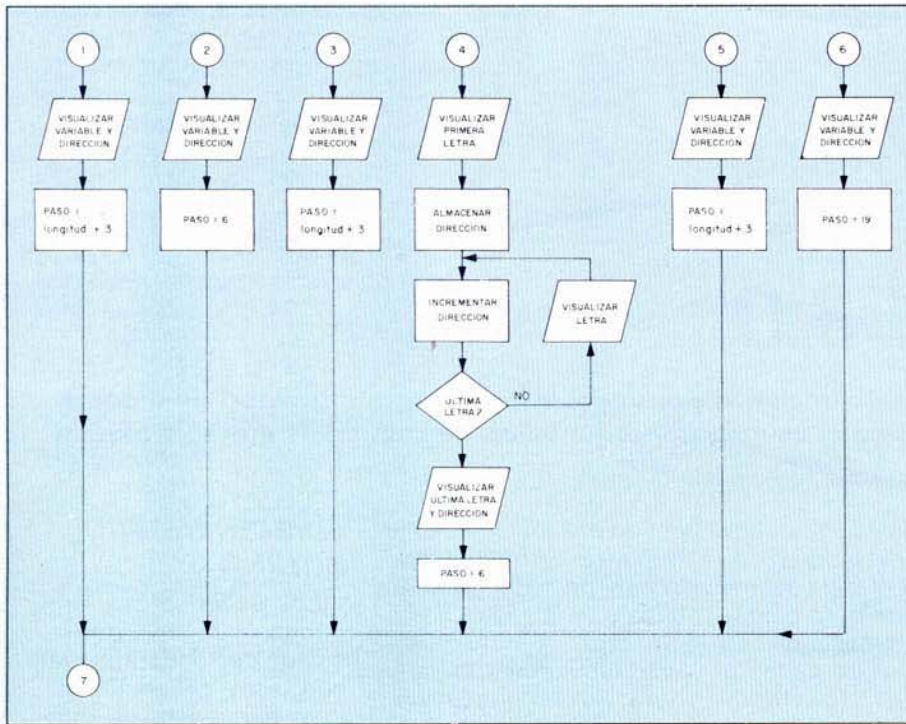 1
VISUALIZAR
VARIABLE Y
DIRECCION
PASO =
longitud + 3
2
VISUALIZAR
VARIABLE Y
DIRECCION
PASO = 6
3
VISUALIZAR
VARIABLE Y
DIRECCION
PASO =
longitud + 3
4
VISUALIZAR
PRIMERA
LETRA
ALMACENAR
DIRECCION
INCREMENTAR
DIRECCION
VISUALIZAR
LETRA
ULTIMA
LETRA?
NO
VISUALIZAR
ULTIMA LETRA
Y DIRECCION
PASO = 6
5
VISUALIZAR
VARIABLE Y
DIRECCION
PASO =
longitud + 3
6
VISUALIZAR
VARIABLE Y
DIRECCION
PASO = 19
7